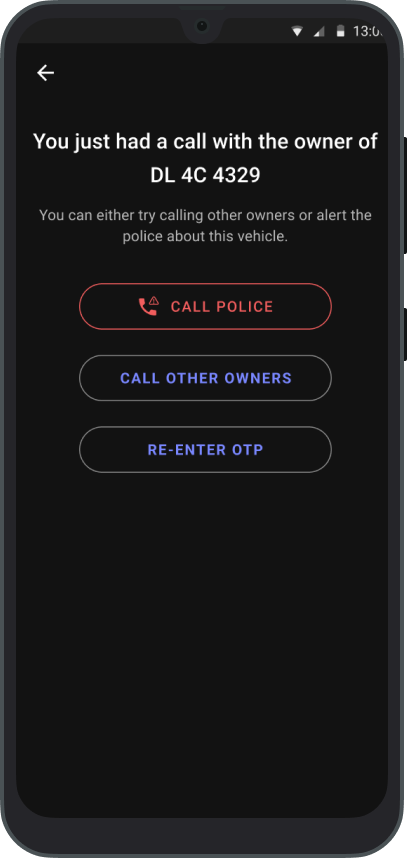 13:0
You just had a call with the owner of
DL 4C 4329
You can either try calling other owners or alert the
police about this vehicle.
CALL POLICE
CALL OTHER OWNERS
RE-ENTER OTP